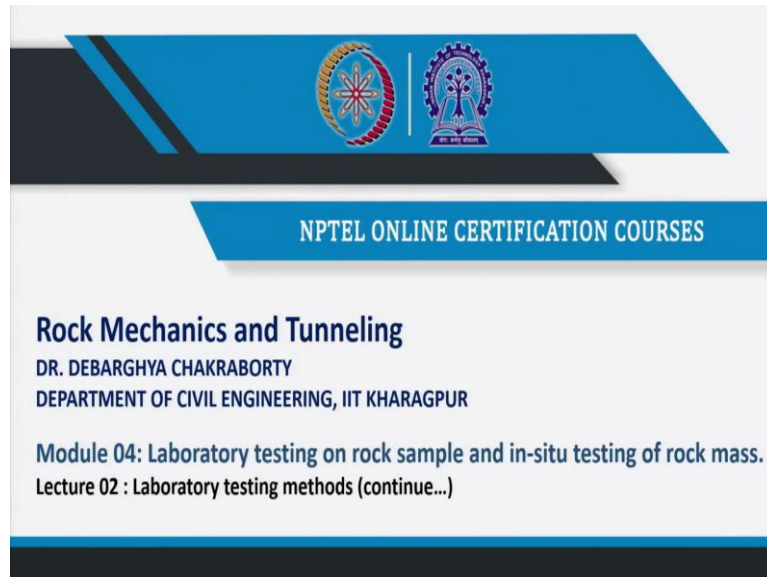 NPTEL ONLINE CERTIFICATION COURSES
Rock Mechanics and Tunneling
DR. DEBARGHYA CHAKRABORTY
DEPARTMENT OF CIVIL ENGINEERING, IIT KHARAGPUR
Module 04: Laboratory testing on rock sample and in-situ testing of rock mass.
Lecture 02 : Laboratory testing methods (continue...)